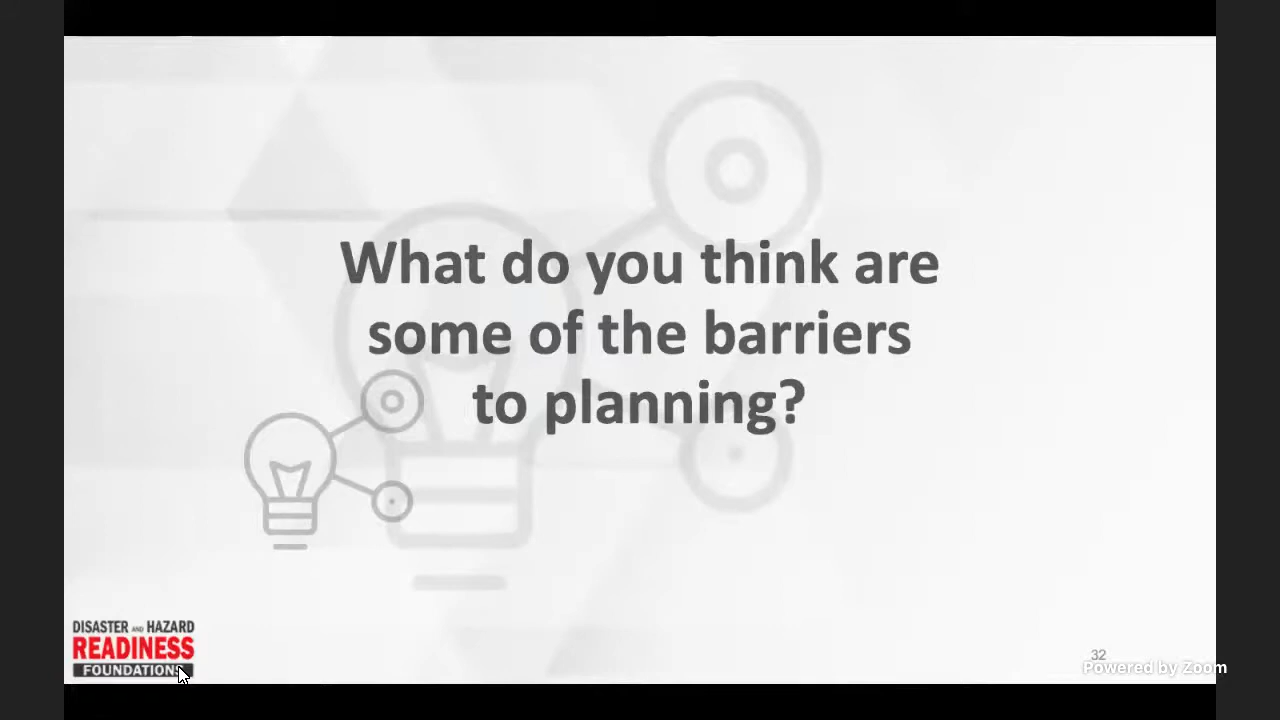 What do you think are
some of the barriers
to planning?
DISASTER AND HAZARD
READINESS
FOUNDATIONS
32
Powered by Zoom